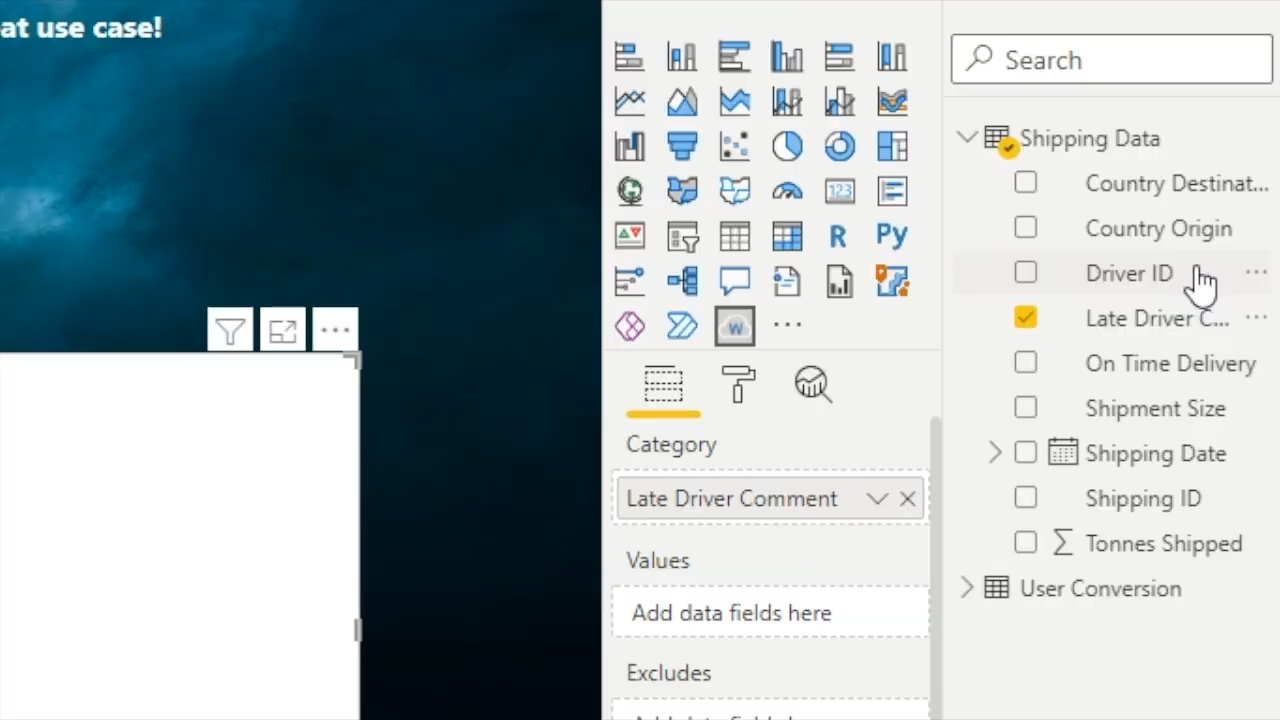 at use case!
Search
Shipping Data
Country Destinat...
Country Origin
Driver ID
Late Driver C...
On Time Delivery
Shipment Size
Shipping Date
Shipping ID
Tonnes Shipped
User Conversion
123
R
Py
W
Category
Late Driver Comment
Values
Add data fields here
Excludes